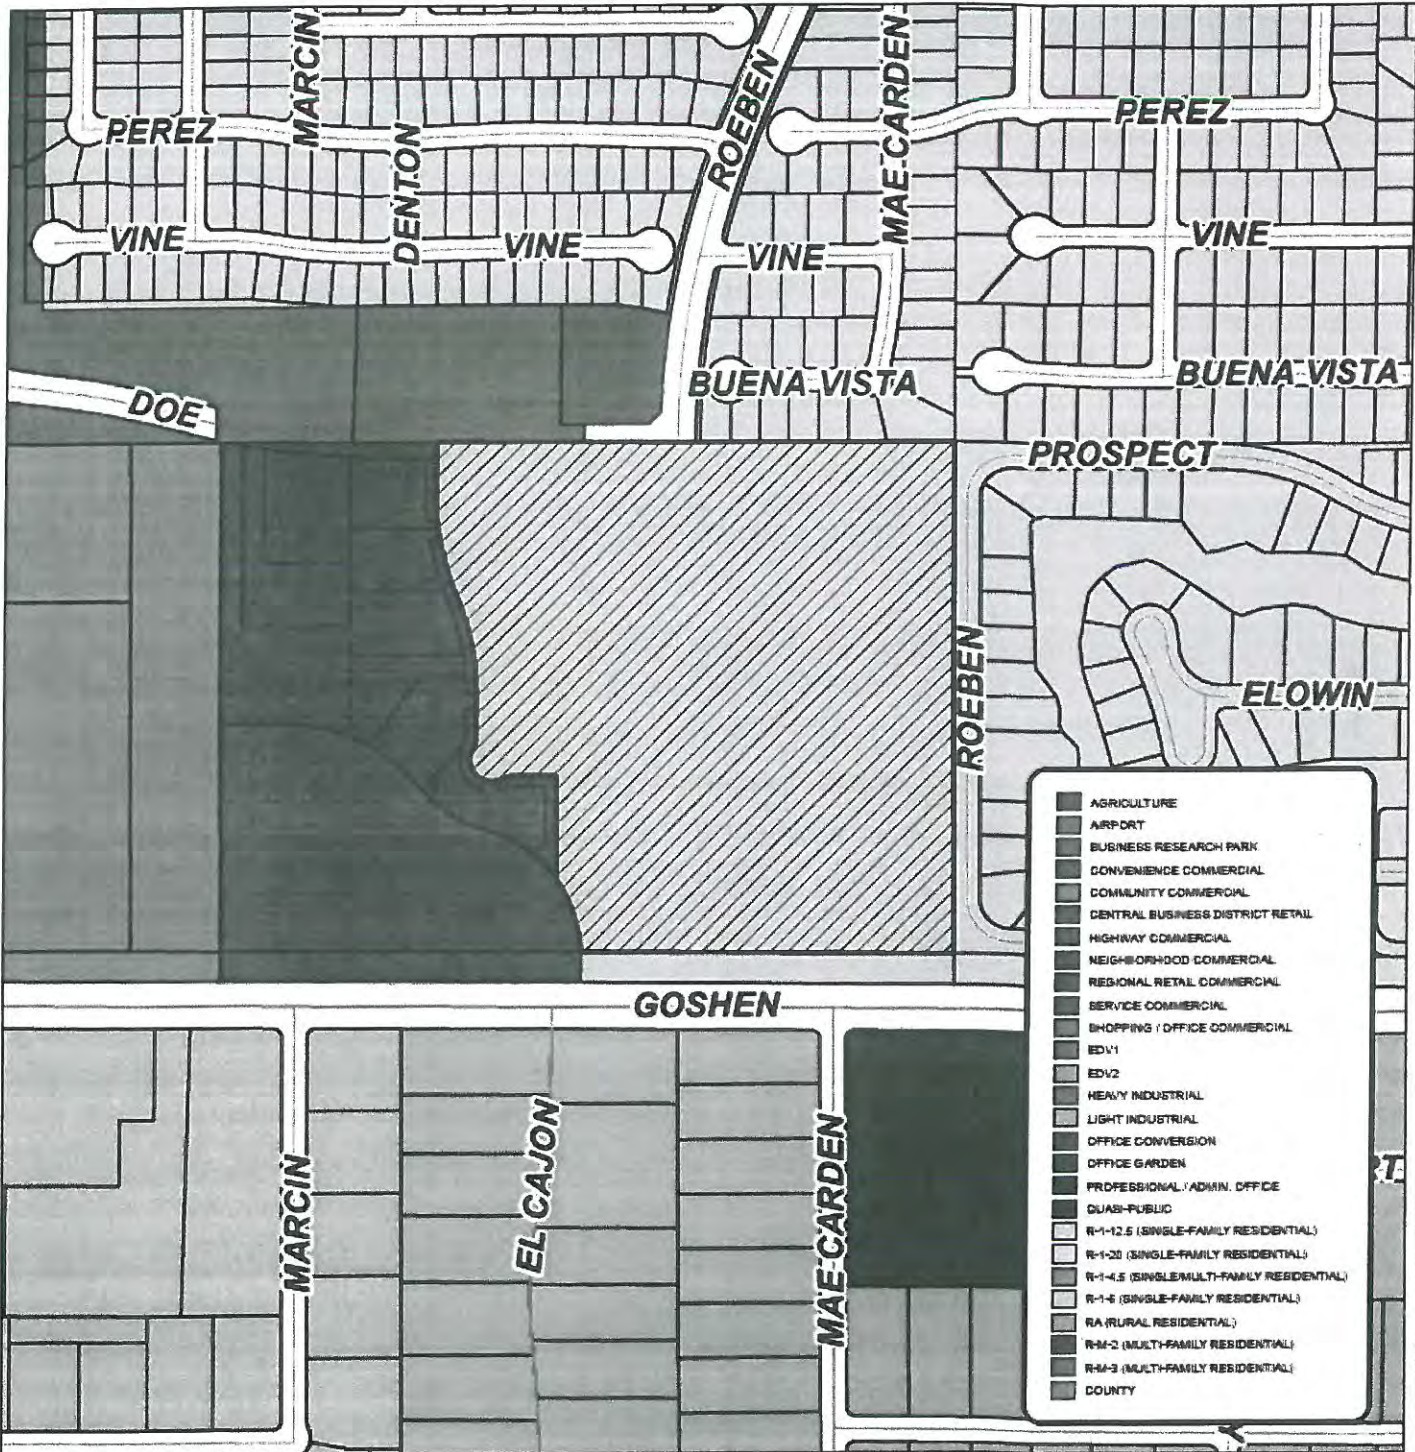 MARCIN
ROEBEN
MAE CARDEN
PEREZ
PEREZ
DENTON
VINE
VINE
VINE
VINE
BUENA VISTA
BUENA VISTA
DOE
PROSPECT
ROEBEN
ELOWIN
AGRICULTURE
AIRPORT
BUSINESS RESEARCH PARK
CONVENIENCE COMMERCIAL
COMMUNITY COMMERCIAL
CENTRAL BUSINESS DISTRICT RETAIL
HIGHWAY COMMERCIAL
NEIGHBORHOOD COMMERCIAL
REGIONAL RETAIL COMMERCIAL
SERVICE COMMERCIAL
SHOPPING / OFFICE COMMERCIAL
EDV1
EDV2
HEAVY INDUSTRIAL
LIGHT INDUSTRIAL
OFFICE CONVERSION
OFFICE GARDEN
PROFESSIONAL / ADMIN. OFFICE
QUASI-PUBLIC
R-1-12.5 (SINGLE-FAMILY RESIDENTIAL)
R-1-20 (SINGLE-FAMILY RESIDENTIAL)
R-1-4.5 (SINGLE/MULTI-FAMILY RESIDENTIAL)
R-1-6 (SINGLE-FAMILY RESIDENTIAL)
RA (RURAL RESIDENTIAL)
R-M-2 (MULTI-FAMILY RESIDENTIAL)
R-M-3 (MULTI-FAMILY RESIDENTIAL)
COUNTY
GOSHEN
MARCIN
EL CAJON
MAE CARDEN